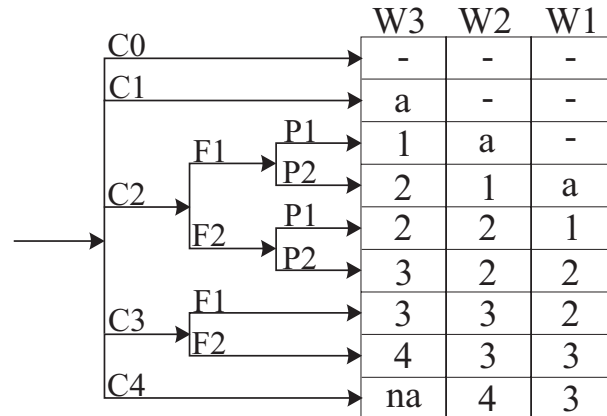 W3 W2 W1
C0 - - -
C1 a - -
P1 1 a -
F1
P2 2 1 a
C2
P1 2 2 1
F2
P2 3 2 2
F1 3 3 2
C3
F2 4 3 3
C4 na 4 3